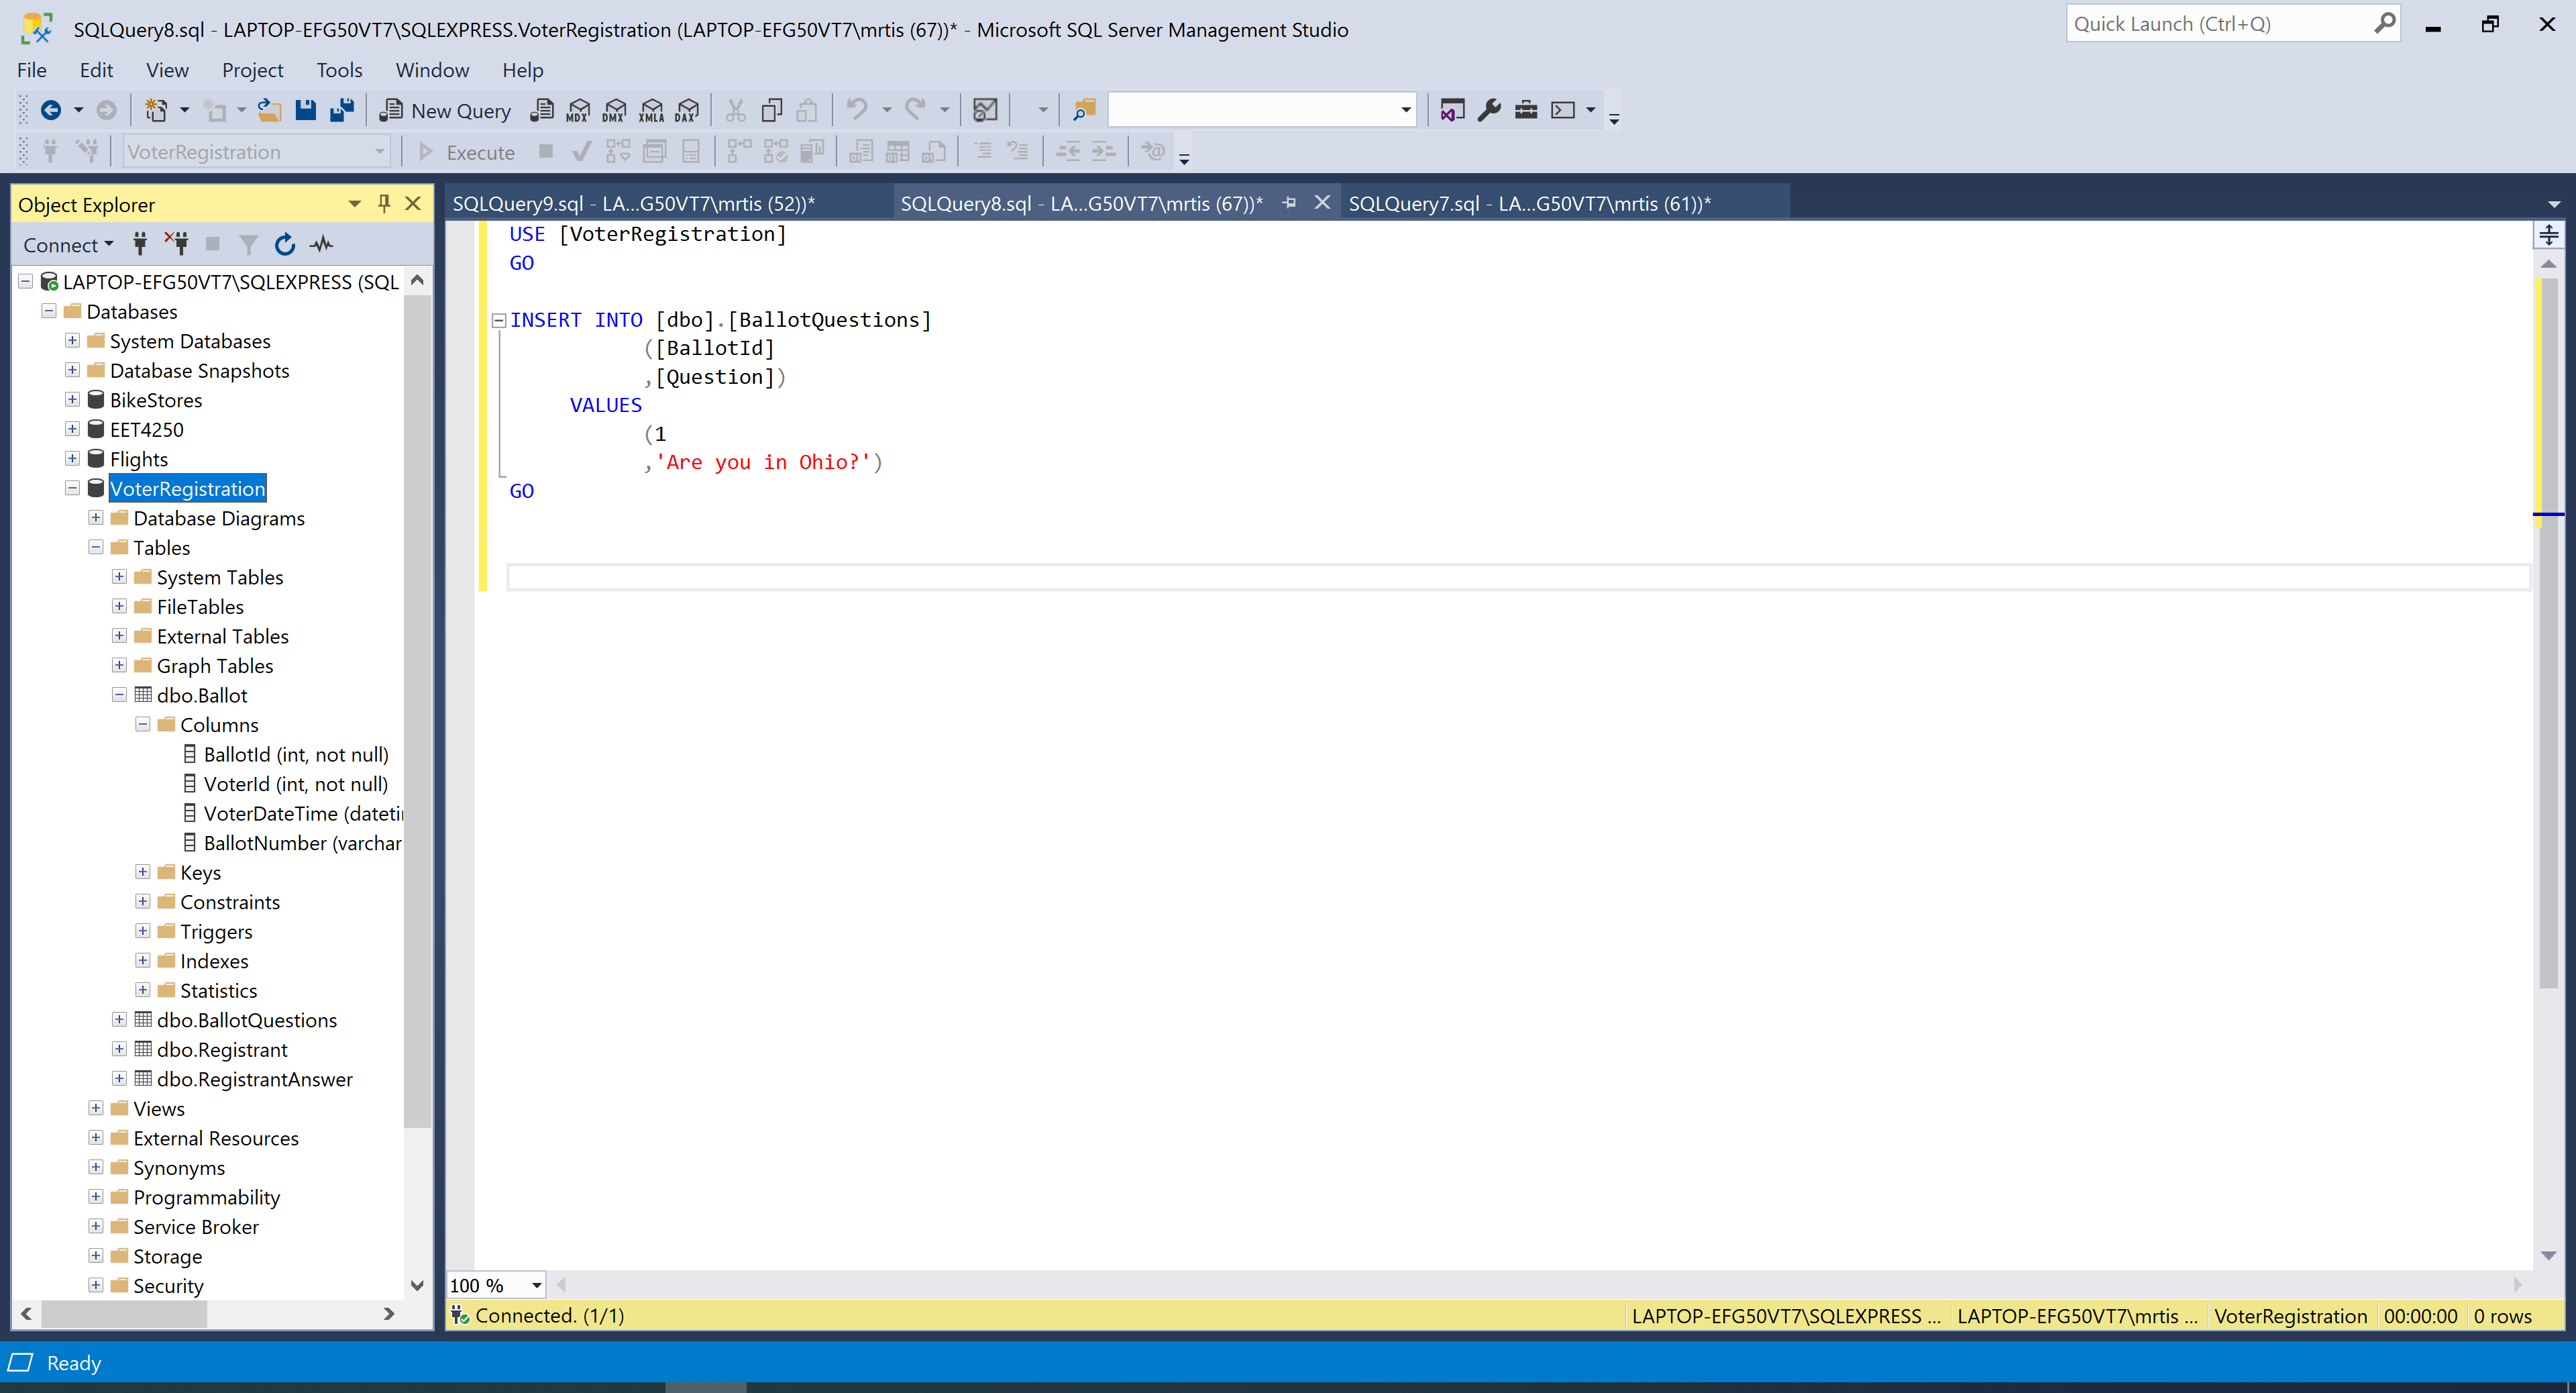 SQLQuery8.sql - LAPTOP-EFG50VT7\SQLEXPRESS.VoterRegistration (LAPTOP-EFG50VT7\mrtis (67))* - Microsoft SQL Server Management Studio
Quick Launch (Ctrl+Q)
File Edit View Project Tools Window Help
New Query MDX DMX XMLA DAX
VoterRegistration Execute
Object Explorer
Connect
LAPTOP-EFG50VT7\SQLEXPRESS (SQL
Databases
System Databases
Database Snapshots
BikeStores
EET4250
Flights
VoterRegistration
Database Diagrams
Tables
System Tables
FileTables
External Tables
Graph Tables
dbo.Ballot
Columns
BallotId (int, not null)
VoterId (int, not null)
VoterDateTime (dateti
BallotNumber (varchar
Keys
Constraints
Triggers
Indexes
Statistics
dbo.BallotQuestions
dbo.Registrant
dbo.RegistrantAnswer
Views
External Resources
Synonyms
Programmability
Service Broker
Storage
Security
SQLQuery9.sql - LA...G50VT7\mrtis (52))* SQLQuery8.sql - LA...G50VT7\mrtis (67))* SQLQuery7.sql - LA...G50VT7\mrtis (61))*
USE [VoterRegistration]
GO
INSERT INTO [dbo].[BallotQuestions]
([BallotId]
,[Question])
VALUES
(1
,'Are you in Ohio?')
GO
100 %
Connected. (1/1) LAPTOP-EFG50VT7\SQLEXPRESS ... LAPTOP-EFG50VT7\mrtis ... VoterRegistration 00:00:00 0 rows
Ready